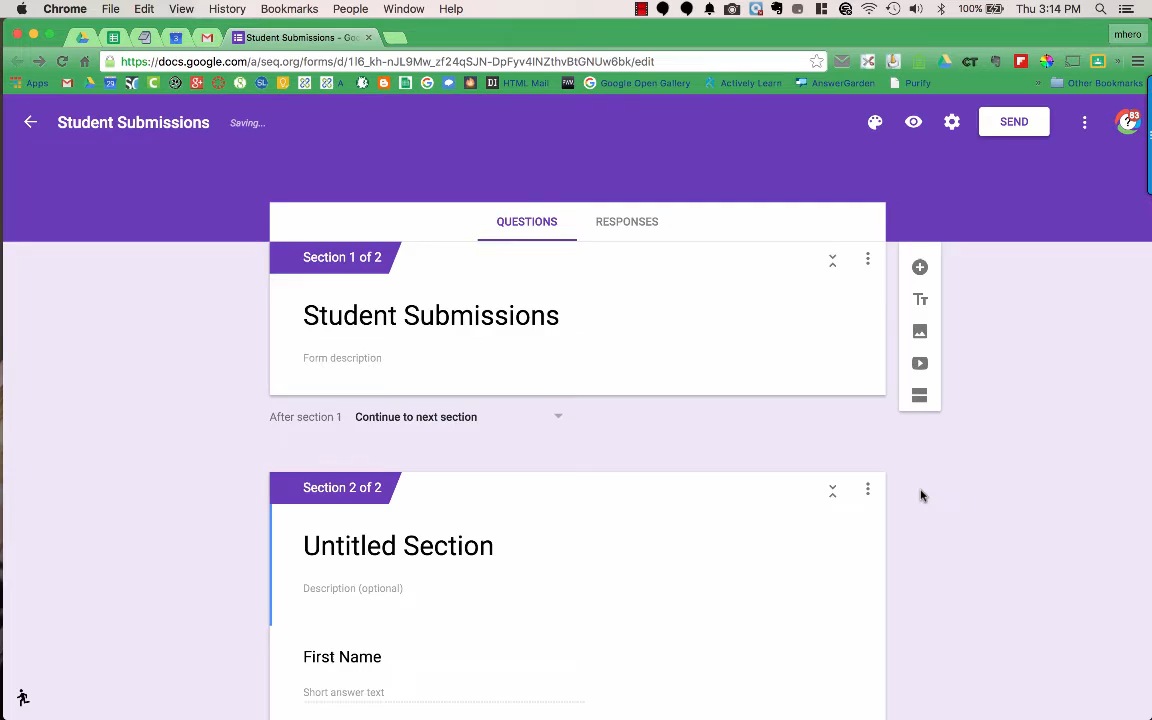 Chrome File Edit View History Bookmarks People Window Help 100% Thu 3:14 PM
Student Submissions - Goo mhero
https://docs.google.com/a/seq.org/forms/d/1l6_kh-nJL9Mw_zf24qSJN-DpFyv4INZthvBtGNUw6bk/edit
Apps HTML Mail Google Open Gallery Actively Learn AnswerGarden Purify » Other Bookmarks
Student Submissions Saving... SEND
QUESTIONS RESPONSES
Section 1 of 2
Student Submissions
Form description
After section 1 Continue to next section
Section 2 of 2
Untitled Section
Description (optional)
First Name
Short answer text